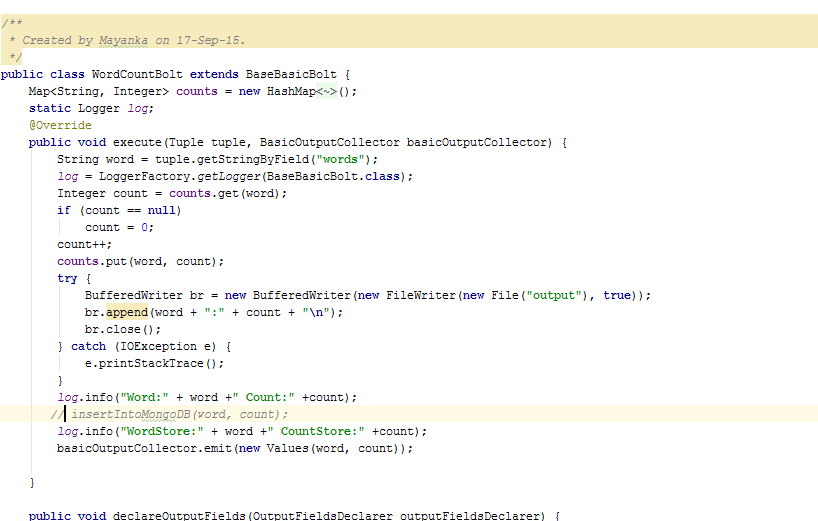 /**
 * Created by Mayanka on 17-Sep-15.
 */
public class WordCountBolt extends BaseBasicBolt {
    Map<String, Integer> counts = new HashMap<~>();
    static Logger log;
    @Override
    public void execute(Tuple tuple, BasicOutputCollector basicOutputCollector) {
        String word = tuple.getStringByField("words");
        log = LoggerFactory.getLogger(BaseBasicBolt.class);
        Integer count = counts.get(word);
        if (count == null)
            count = 0;
        count++;
        counts.put(word, count);
        try {
            BufferedWriter br = new BufferedWriter(new FileWriter(new File("output"), true));
            br.append(word + ":" + count + "\n");
            br.close();
        } catch (IOException e) {
            e.printStackTrace();
        }
        log.info("Word:" + word +" Count:" +count);
       // insertIntoMongoDB(word, count);
        log.info("WordStore:" + word +" CountStore:" +count);
        basicOutputCollector.emit(new Values(word, count));
    }
    public void declareOutputFields(OutputFieldsDeclarer outputFieldsDeclarer) {